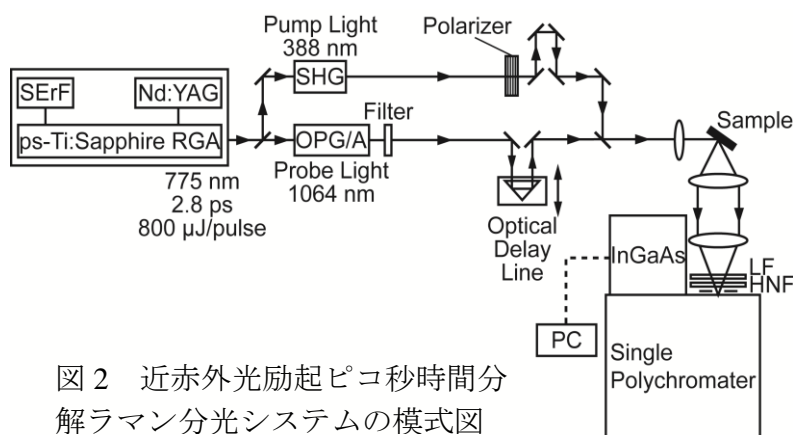 Pump Light
388 nm
Polarizer
SErF
Nd:YAG
SHG
Filter
ps-Ti:Sapphire RGA
OPG/A
Sample
775 nm
2.8 ps
800 μJ/pulse
Probe Light
1064 nm
Optical
Delay
Line
InGaAs
LF
HNF
PC
Single
Polychromater
図 2　近赤外光励起ピコ秒時間分
解ラマン分光システムの模式図